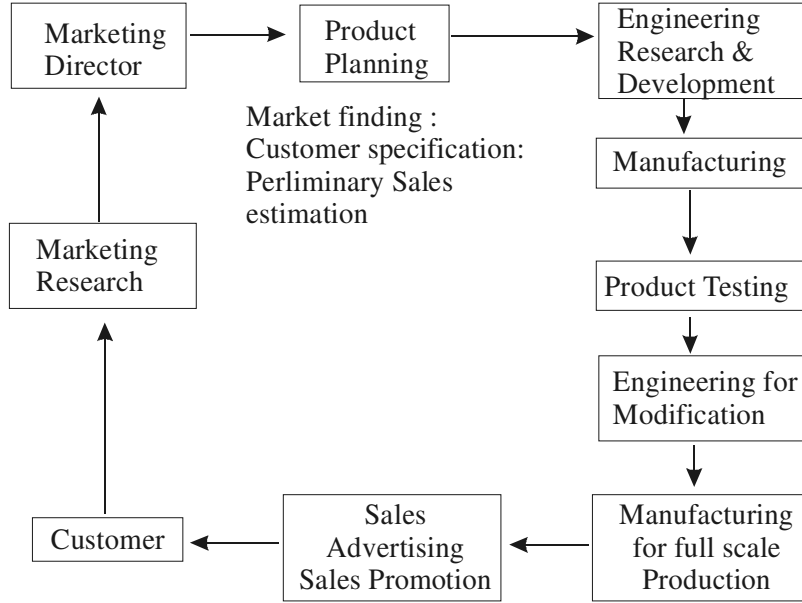 Marketing
Director
Product
Planning
Engineering
Research &
Development
Market finding :
Customer specification:
Perliminary Sales
estimation
Manufacturing
Marketing
Research
Product Testing
Engineering for
Modification
Customer
Sales
Advertising
Sales Promotion
Manufacturing
for full scale
Production